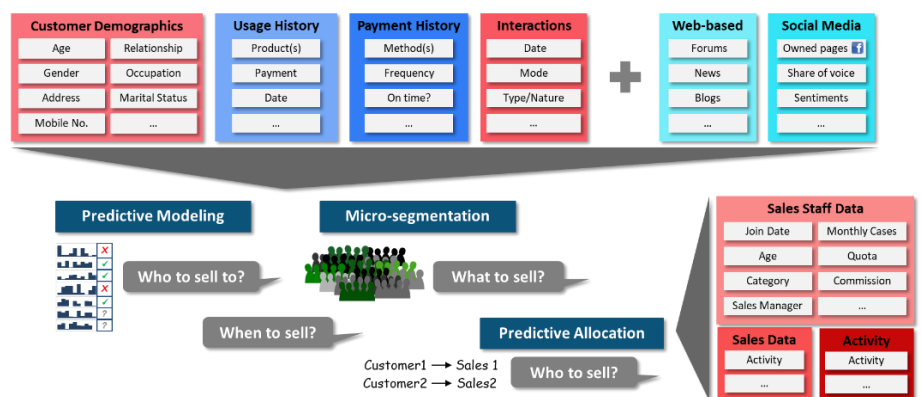 Customer Demographics
Age
Relationship
Gender
Occupation
Address
Marital Status
Mobile No.
...
Usage History
Product(s)
Payment
Date
...
Payment History
Method(s)
Frequency
On time?
...
Interactions
Date
Mode
Type/Nature
...
Web-based
Forums
News
Blogs
...
Social Media
Owned pages f
Share of voice
Sentiments
...
Predictive Modeling
Who to sell to?
Micro-segmentation
What to sell?
When to sell?
Predictive Allocation
Customer1 → Sales 1
Customer2 → Sales2
Who to sell?
Sales Staff Data
Join Date
Monthly Cases
Age
Quota
Category
Commission
Sales Manager
...
Sales Data
Activity
...
Activity
Activity
...
? 
?